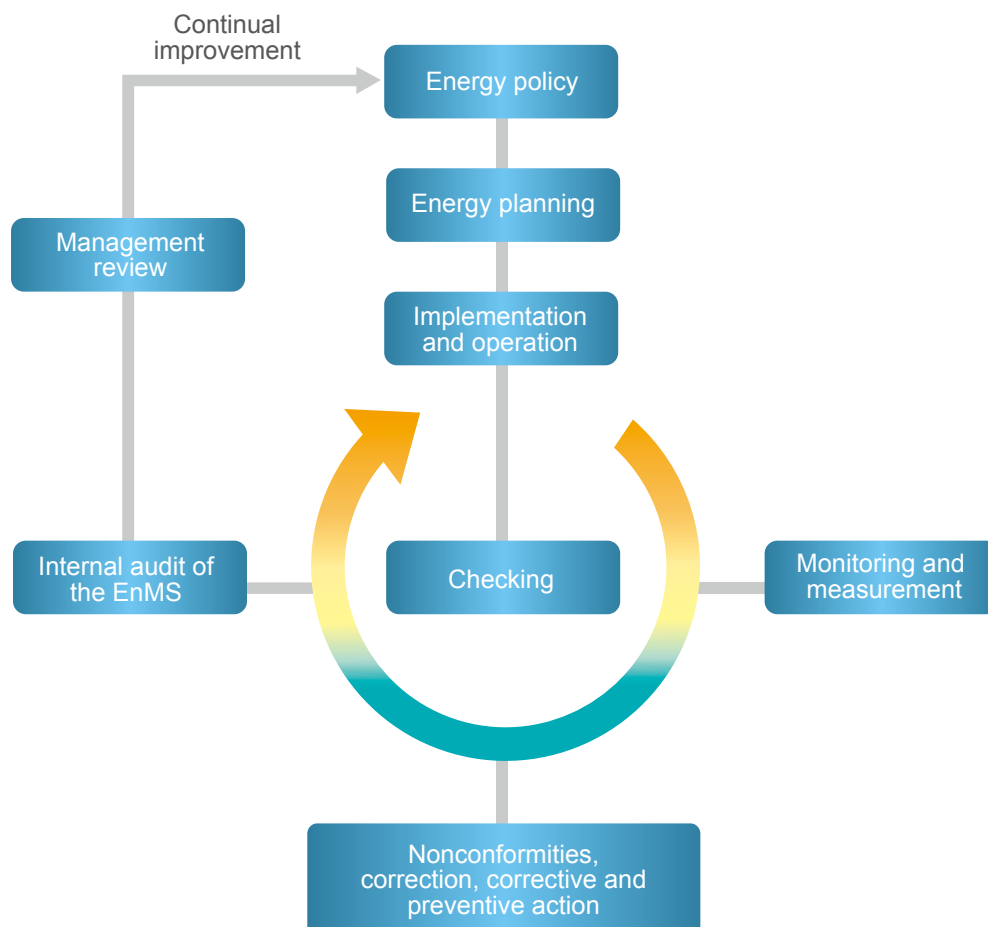 Continual
improvement
Energy policy
Energy planning
Management
review
Implementation
and operation
Internal audit of
the EnMS
Checking
Monitoring and
measurement
Nonconformities,
correction, corrective and
preventive action